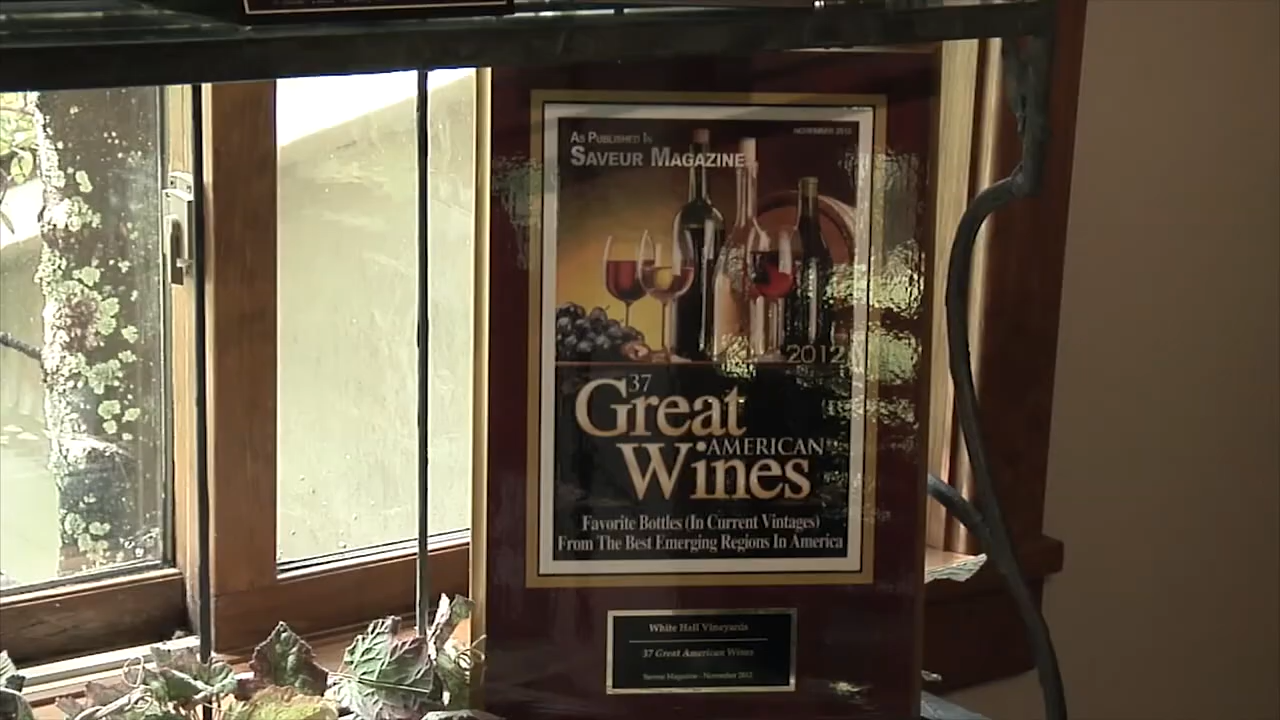 As Published In
NOVEMBER 2012
Saveur Magazine
2012
37
Great
AMERICAN
Wines
Favorite Bottles (In Current Vintages)
From The Best Emerging Regions In America
White Hall Vineyards
37 Great American Wines
Saveur Magazine - November 2012